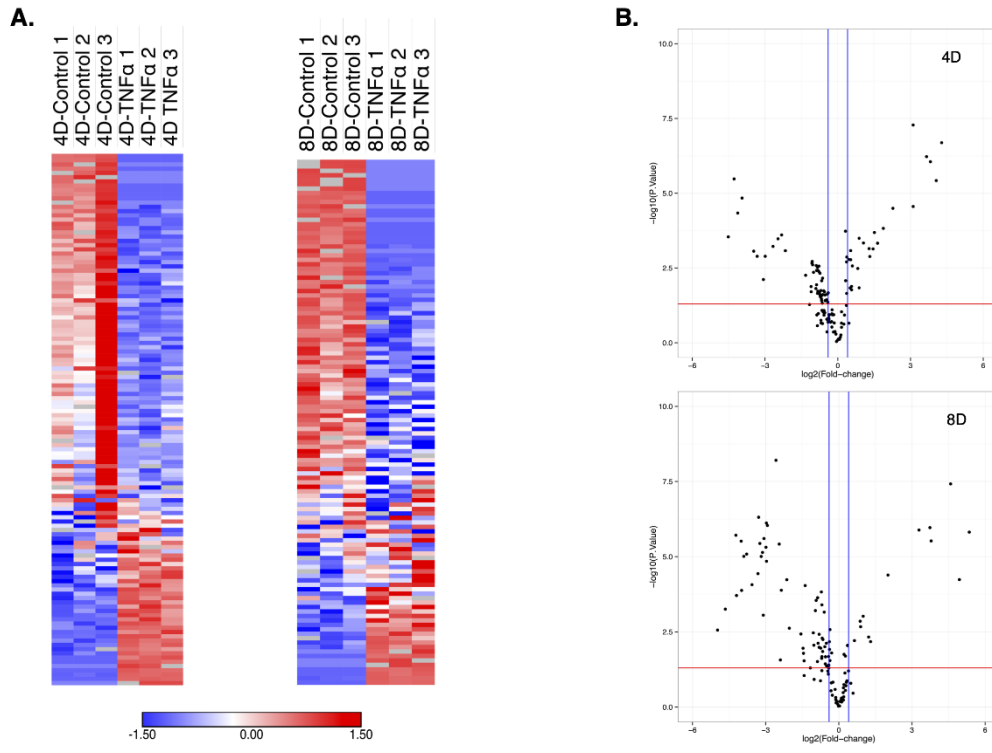 A.
4D-Control 1
4D-Control 2
4D-Control 3
4D-TNFα 1
4D-TNFα 2
4D TNFα 3
8D-Control 1
8D-Control 2
8D-Control 3
8D-TNFα 1
8D-TNFα 2
8D-TNFα 3
-1.50 0.00 1.50
B.
4D
10.0
7.5
5.0
2.5
0.0
−log10(P.Value)
−6 −3 0 3 6
log2(Fold−change)
8D
10.0
7.5
5.0
2.5
0.0
−log10(P.Value)
−6 −3 0 3 6
log2(Fold−change)